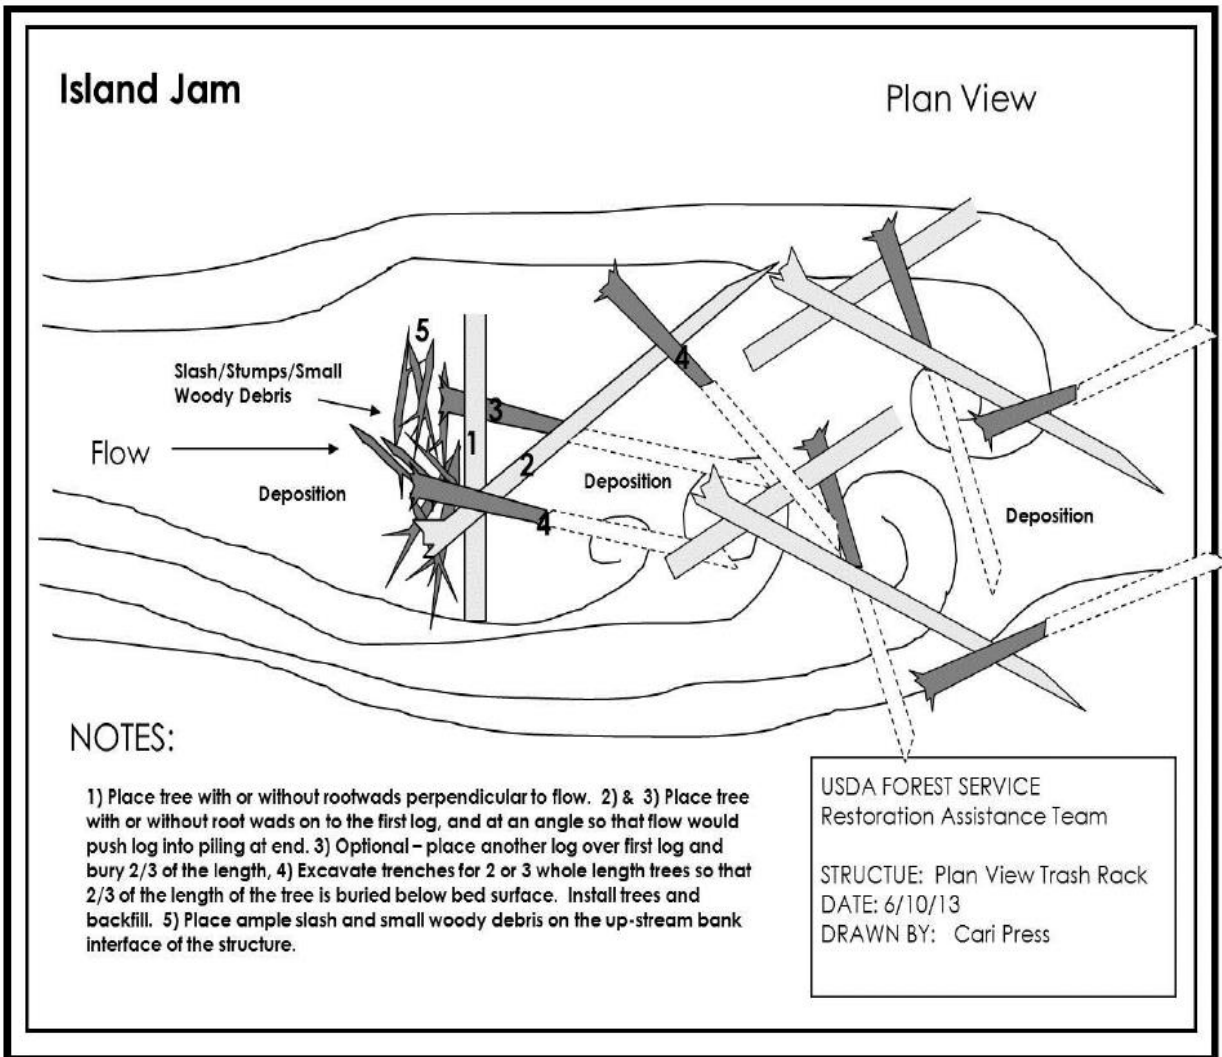 Island Jam
Plan View
5
Slash/Stumps/Small
Woody Debris
3
4
1
Flow
2
Deposition
Deposition
4
Deposition
NOTES:
1) Place tree with or without rootwads perpendicular to flow. 2) & 3) Place tree
with or without root wads on to the first log, and at an angle so that flow would
push log into piling at end. 3) Optional – place another log over first log and
bury 2/3 of the length, 4) Excavate trenches for 2 or 3 whole length trees so that
2/3 of the length of the tree is buried below bed surface. Install trees and
backfill. 5) Place ample slash and small woody debris on the up-stream bank
interface of the structure.
USDA FOREST SERVICE
Restoration Assistance Team
STRUCTUE: Plan View Trash Rack
DATE: 6/10/13
DRAWN BY: Cari Press